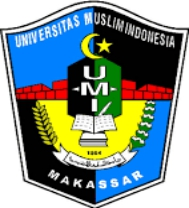 UNIVERSITAS MUSLIM INDONESIA
UMI
1954
MAKASSAR